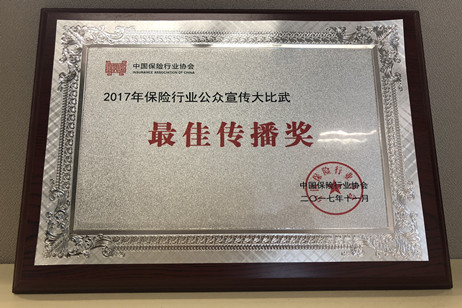 中国保险行业协会
INSURANCE ASSOCIATION OF CHINA
2017年保险行业公众宣传大比武
最佳传播奖
中国保险行业协会
二〇一七年十一月